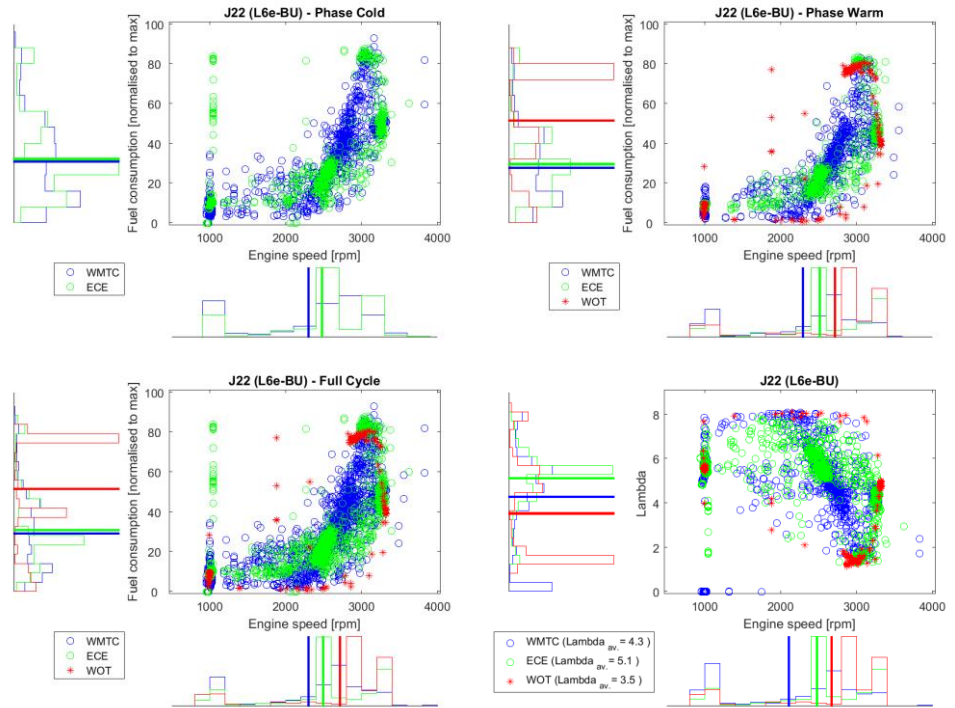 J22 (L6e-BU) - Phase Cold
Fuel consumption [normalised to max]
100
80
60
40
20
0
1000 2000 3000 4000
Engine speed [rpm]
WMTC
ECE
J22 (L6e-BU) - Phase Warm
Fuel consumption [normalised to max]
100
80
60
40
20
0
1000 2000 3000 4000
Engine speed [rpm]
WMTC
ECE
WOT
J22 (L6e-BU) - Full Cycle
Fuel consumption [normalised to max]
100
80
60
40
20
0
1000 2000 3000 4000
Engine speed [rpm]
WMTC
ECE
WOT
J22 (L6e-BU)
Lambda
8
6
4
2
0
1000 2000 3000 4000
Engine speed [rpm]
WMTC (Lambda av. = 4.3 )
ECE (Lambda av. = 5.1 )
WOT (Lambda av. = 3.5 )